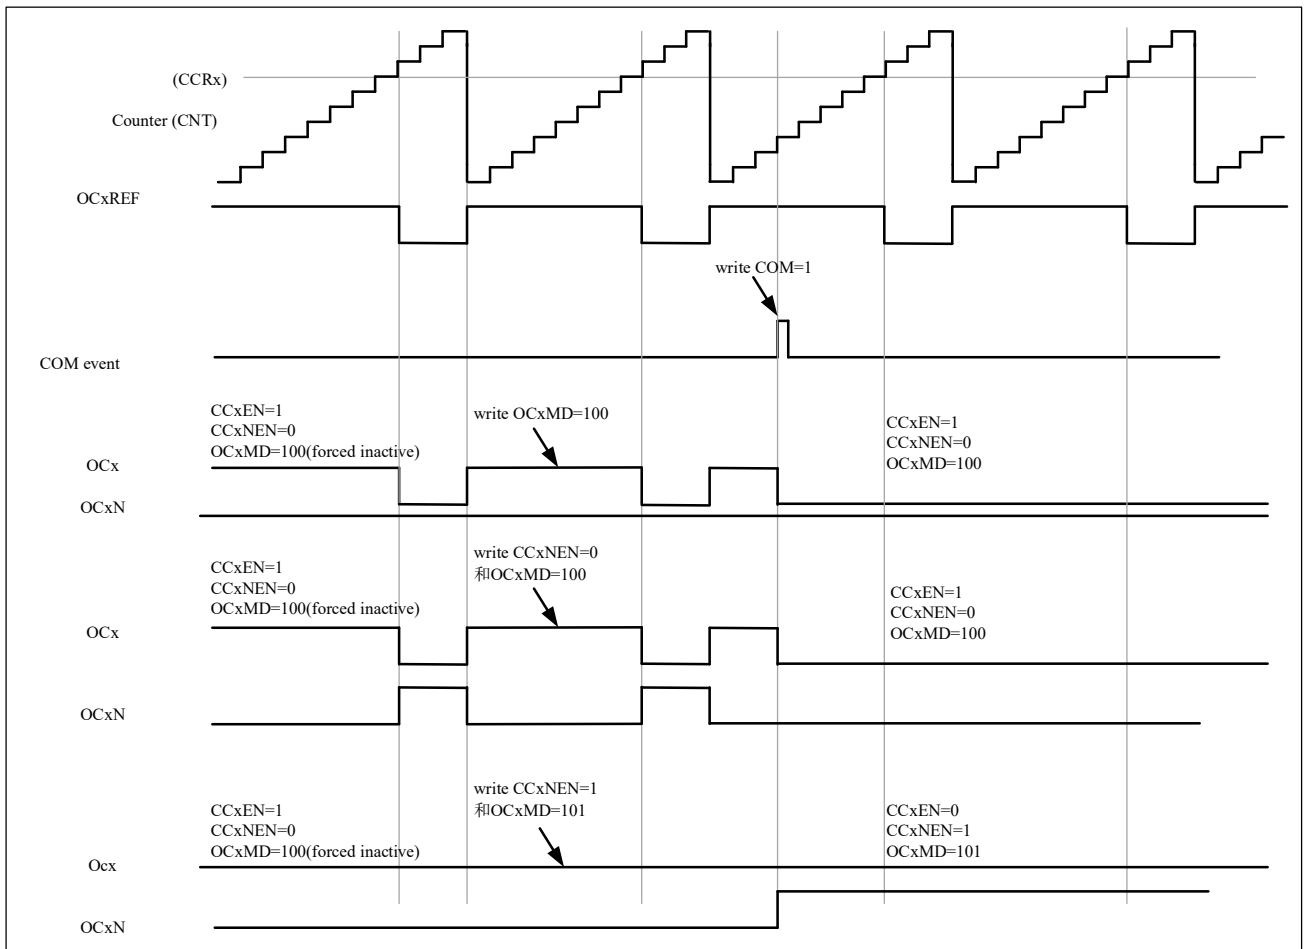 (CCRx)
Counter (CNT)
OCxREF
write COM=1
COM event
CCxEN=1
CCxNEN=0
OCxMD=100(forced inactive)
write OCxMD=100
CCxEN=1
CCxNEN=0
OCxMD=100
OCx
OCxN
CCxEN=1
CCxNEN=0
OCxMD=100(forced inactive)
write CCxNEN=0
和OCxMD=100
CCxEN=1
CCxNEN=0
OCxMD=100
OCx
OCxN
CCxEN=1
CCxNEN=0
OCxMD=100(forced inactive)
write CCxNEN=1
和OCxMD=101
CCxEN=0
CCxNEN=1
OCxMD=101
Ocx
OCxN